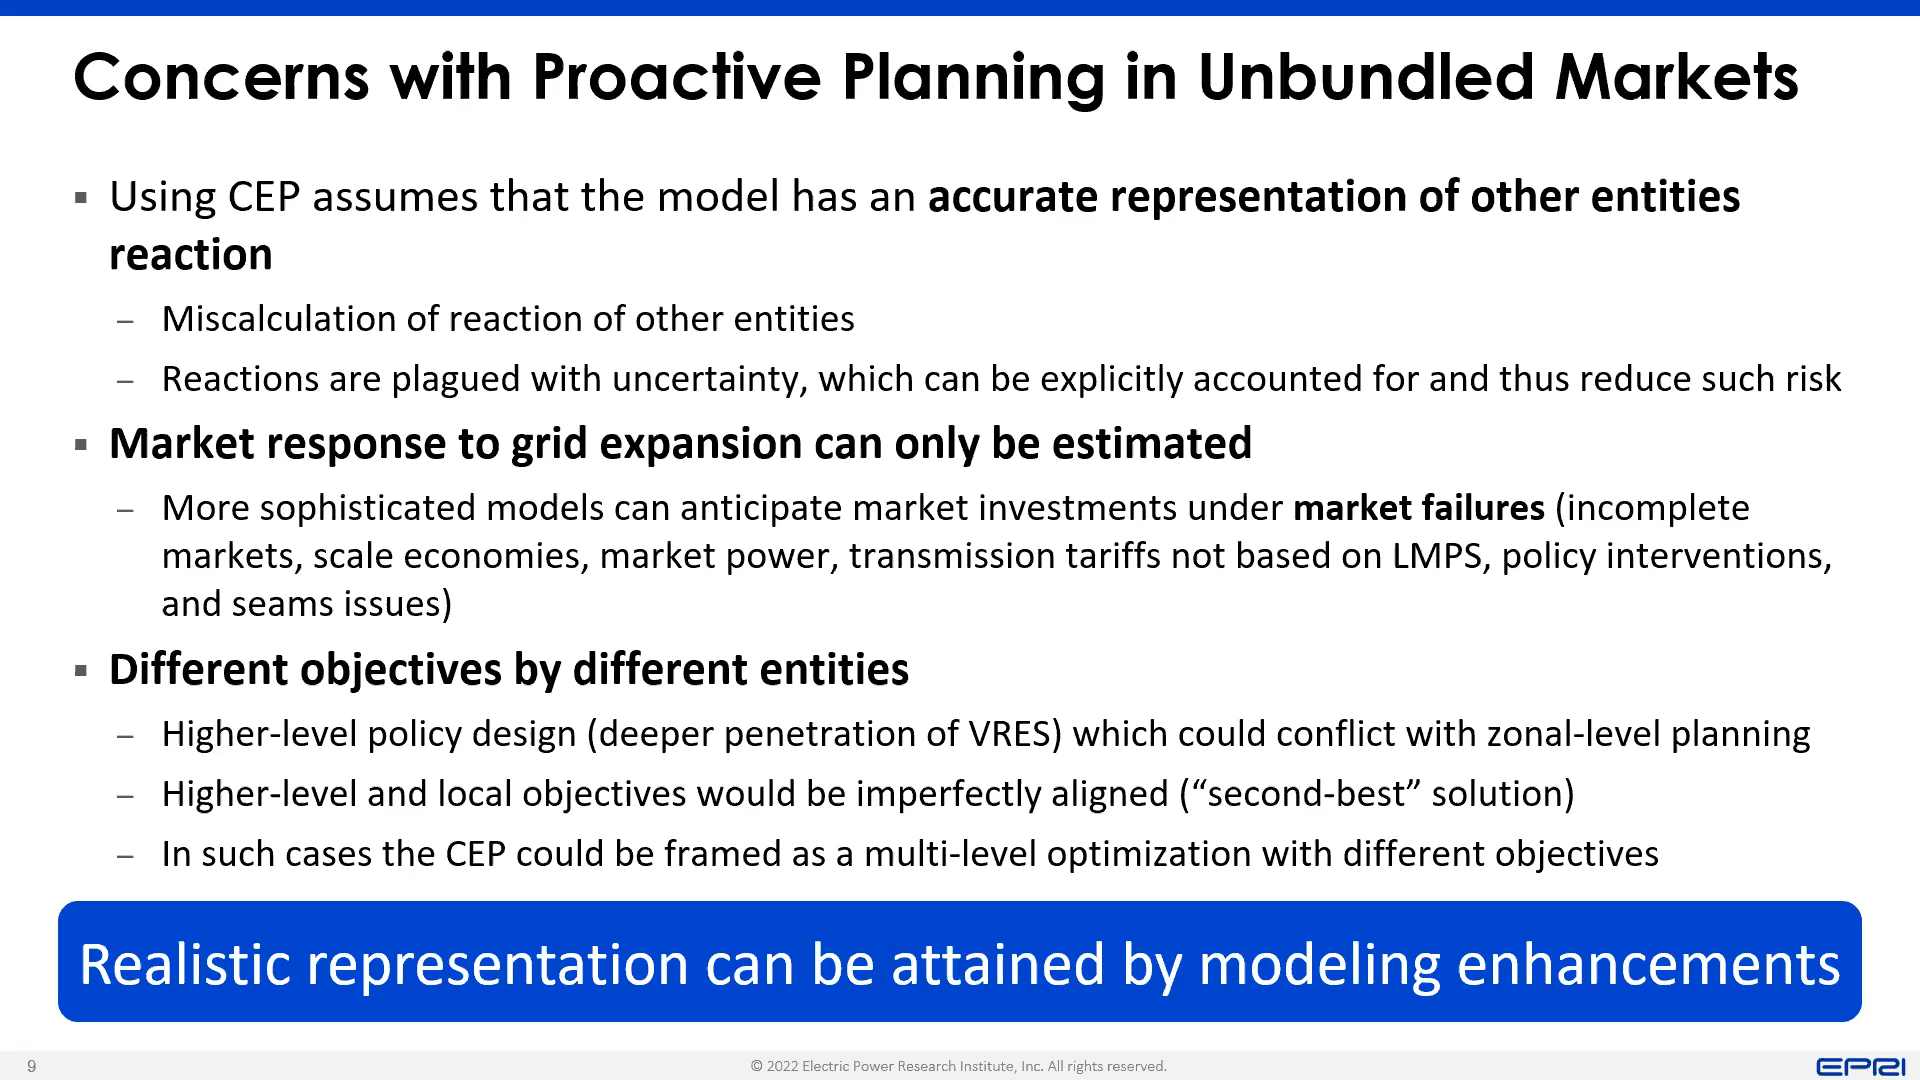 Concerns with Proactive Planning in Unbundled Markets
▪ Using CEP assumes that the model has an accurate representation of other entities
reaction
– Miscalculation of reaction of other entities
– Reactions are plagued with uncertainty, which can be explicitly accounted for and thus reduce such risk
▪ Market response to grid expansion can only be estimated
– More sophisticated models can anticipate market investments under market failures (incomplete
markets, scale economies, market power, transmission tariffs not based on LMPS, policy interventions,
and seams issues)
▪ Different objectives by different entities
– Higher-level policy design (deeper penetration of VRES) which could conflict with zonal-level planning
– Higher-level and local objectives would be imperfectly aligned (“second-best” solution)
– In such cases the CEP could be framed as a multi-level optimization with different objectives
Realistic representation can be attained by modeling enhancements
9
© 2022 Electric Power Research Institute, Inc. All rights reserved.
EPRI